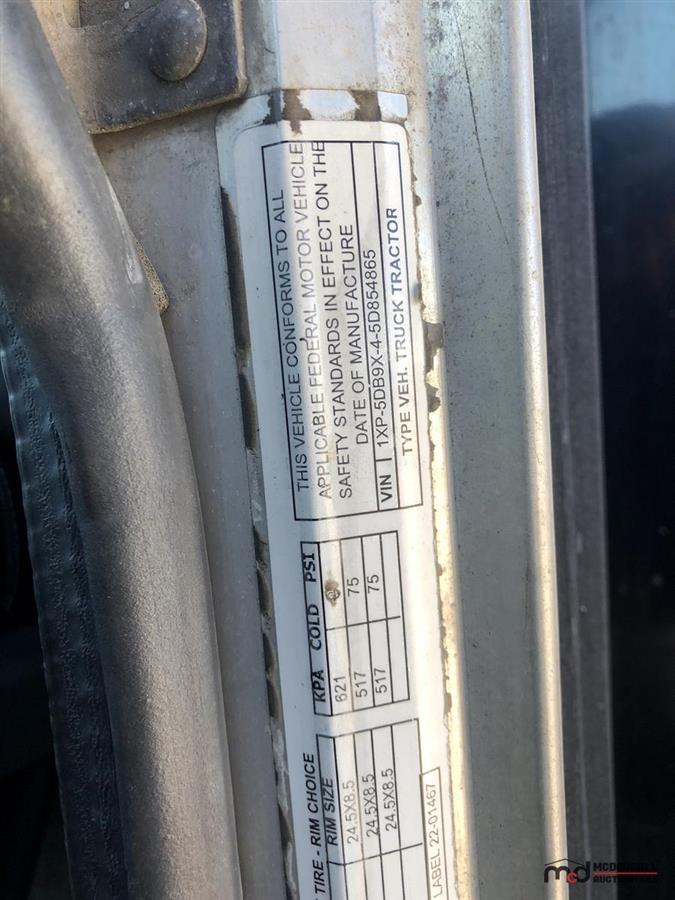 THIS VEHICLE CONFORMS TO ALL
APPLICABLE FEDERAL MOTOR VEHICLE
SAFETY STANDARDS IN EFFECT ON THE
DATE OF MANUFACTURE
VIN 1XP-5DB9X-4-5D854865
TYPE VEH. TRUCK TRACTOR
KPA COLD PSI
621
517 75
517 75
TIRE - RIM CHOICE
RIM SIZE
24.5X8.5
24.5X8.5
24.5X8.5
LABEL 22-01467
mcd